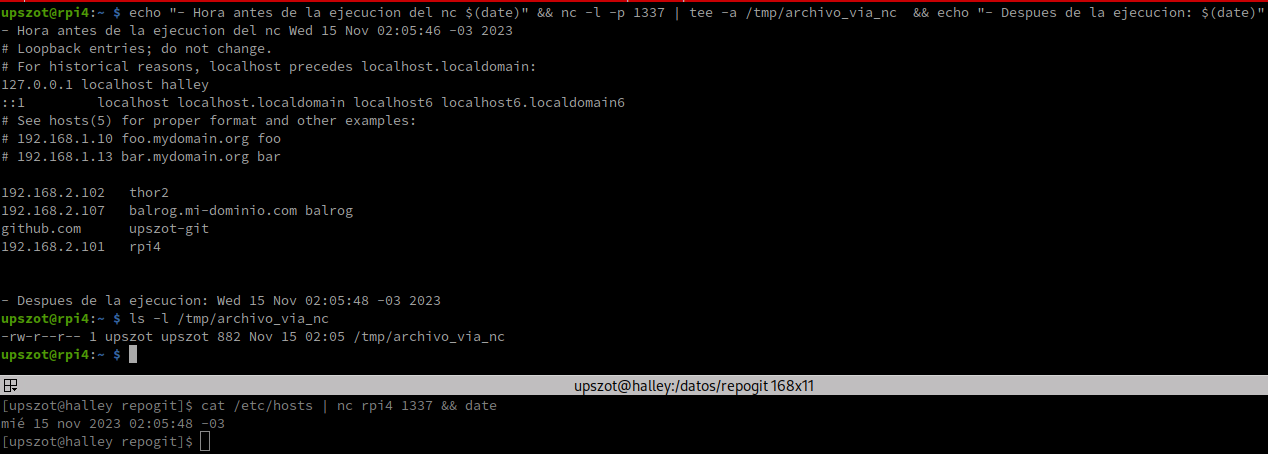 upszot@rpi4:~ $ echo "- Hora antes de la ejecucion del nc $(date)" && nc -l -p 1337 | tee -a /tmp/archivo_via_nc  && echo "- Despues de la ejecucion: $(date)"
- Hora antes de la ejecucion del nc Wed 15 Nov 02:05:46 -03 2023
# Loopback entries; do not change.
# For historical reasons, localhost precedes localhost.localdomain:
127.0.0.1 localhost halley
::1         localhost localhost.localdomain localhost6 localhost6.localdomain6
# See hosts(5) for proper format and other examples:
# 192.168.1.10 foo.mydomain.org foo
# 192.168.1.13 bar.mydomain.org bar
192.168.2.102   thor2
192.168.2.107   balrog.mi-dominio.com balrog
github.com      upszot-git
192.168.2.101   rpi4
- Despues de la ejecucion: Wed 15 Nov 02:05:48 -03 2023
upszot@rpi4:~ $ ls -l /tmp/archivo_via_nc
-rw-r--r-- 1 upszot upszot 882 Nov 15 02:05 /tmp/archivo_via_nc
upszot@rpi4:~ $
upszot@halley:/datos/repogit 168x11
[upszot@halley repogit]$ cat /etc/hosts | nc rpi4 1337 && date
mié 15 nov 2023 02:05:48 -03
[upszot@halley repogit]$